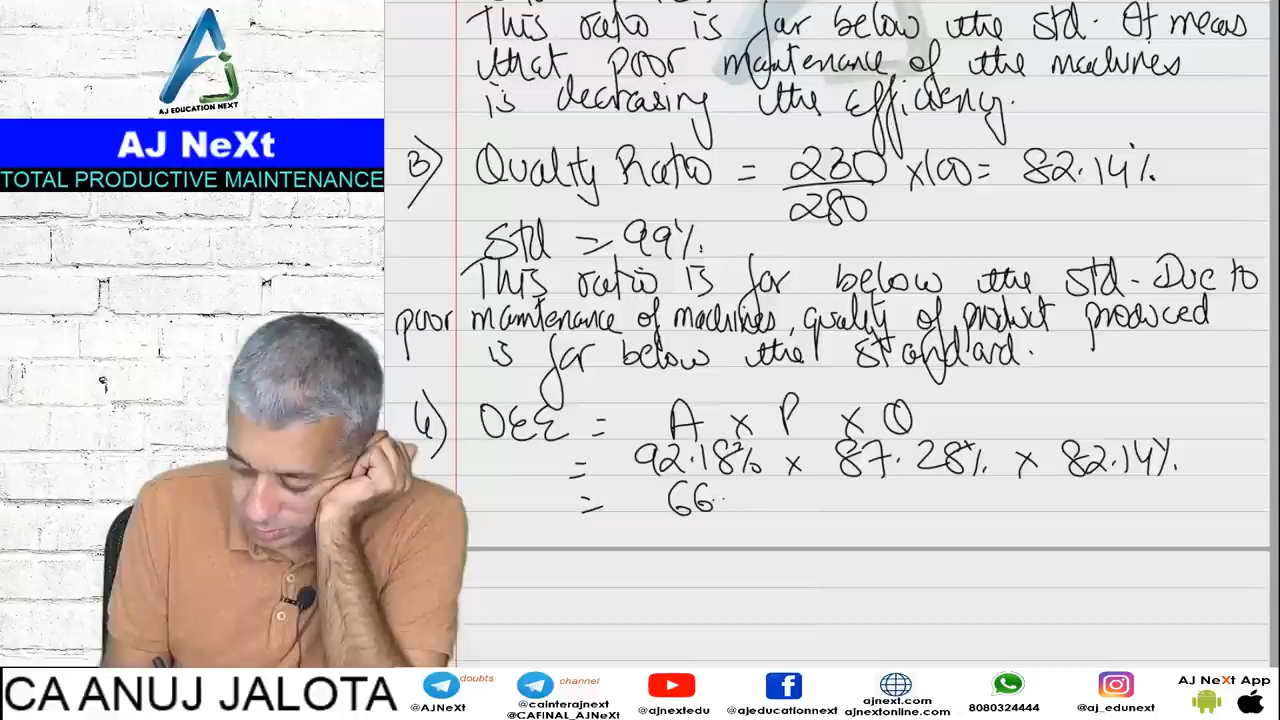 AJ EDUCATION NEXT
AJ NeXt
TOTAL PRODUCTIVE MAINTENANCE
This ratio is far below the std. It means
that poor maintenance of the machines
is decreasing the efficiency.
3) Quality Ratio = 230/280 ×100 = 82.14%
Std = 99%
This ratio is far below the std. Due to
poor maintenance of machines, quality of product produced
is far below the standard.
4) OEE = A × P × Q
= 92.18% × 87.28% × 82.14%
= 66.
CA ANUJ JALOTA
doubts
@AJNeXt
channel
@cainterajnext
@CAFINAL_AJNeXt
@ajnextedu
@ajeducationnext
ajnext.com
ajnextonline.com
8080324444
@aj_edunext
AJ NeXt App